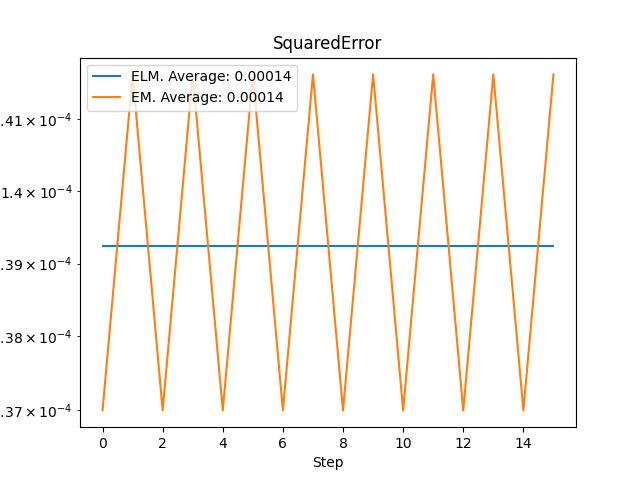 SquaredError
ELM. Average: 0.00014
EM. Average: 0.00014
.41 × 10⁻⁴
1.4 × 10⁻⁴
.39 × 10⁻⁴
.38 × 10⁻⁴
.37 × 10⁻⁴
0 2 4 6 8 10 12 14
Step